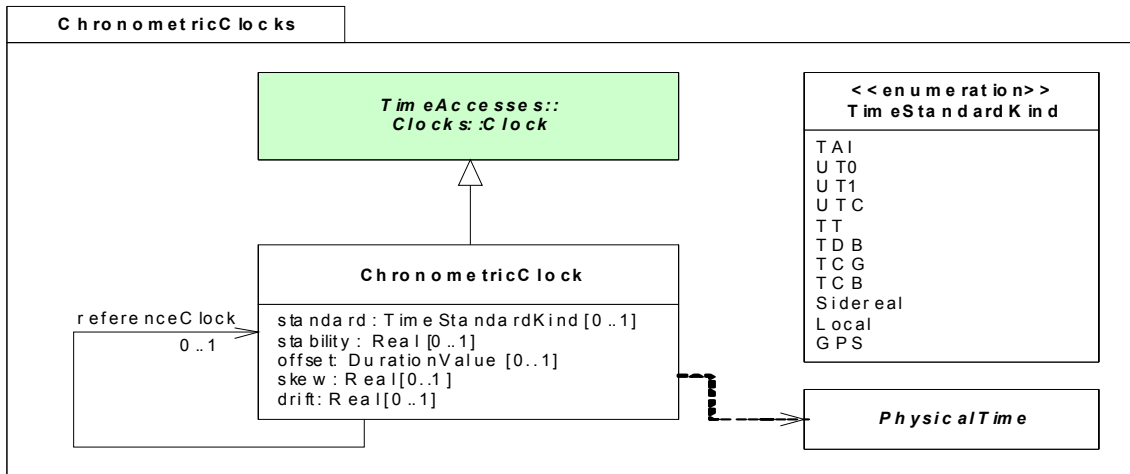 ChronometricClocks
TimeAccesses::
Clocks::Clock
<<enumeration>>
TimeStandardKind
TAI
UT0
UT1
UTC
TT
TDB
TCG
TCB
Sidereal
Local
GPS
ChronometricClock
standard: TimeStandardKind[0..1]
stability: Real[0..1]
offset: DurationValue [0..1]
skew: Real[0..1]
drift: Real[0..1]
referenceClock
0..1
PhysicalTime